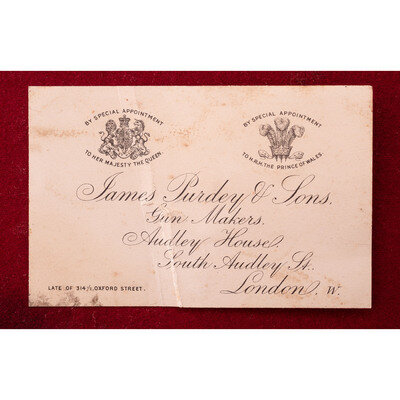 BY SPECIAL APPOINTMENT
TO HER MAJESTY THE QUEEN.
BY SPECIAL APPOINTMENT
TO H.R.H. THE PRINCE OF WALES.
James Purdey & Sons.
Gun Makers.
Audley House.
South Audley St.
London. W.
LATE OF 314½, OXFORD STREET.